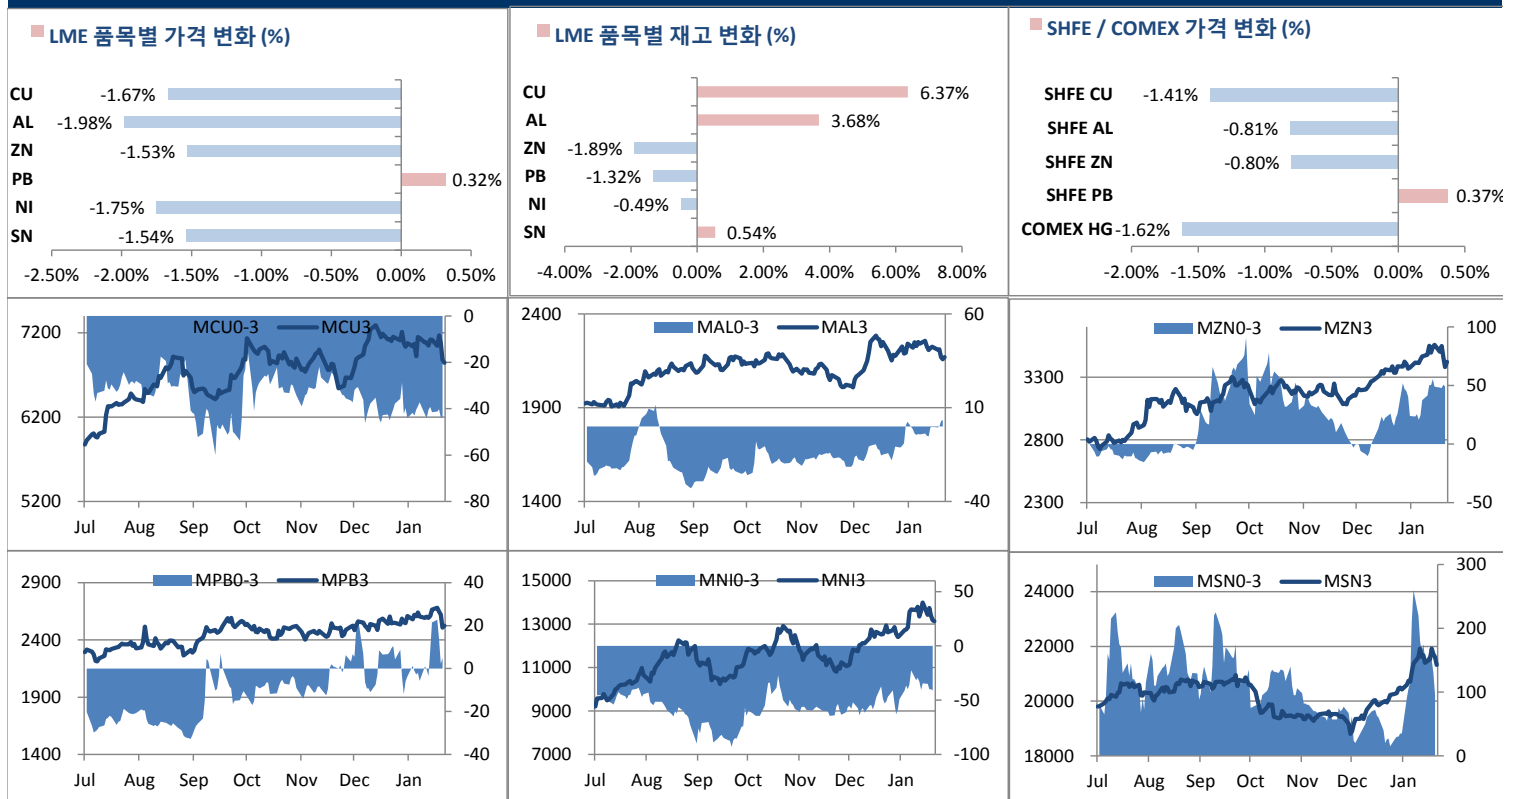 LME 품목별 가격 변화 (%)
CU -1.67%
AL -1.98%
ZN -1.53%
PB 0.32%
NI -1.75%
SN -1.54%
-2.50% -2.00% -1.50% -1.00% -0.50% 0.00% 0.50%
LME 품목별 재고 변화 (%)
CU 6.37%
AL 3.68%
ZN -1.89%
PB -1.32%
NI -0.49%
SN 0.54%
-4.00% -2.00% 0.00% 2.00% 4.00% 6.00% 8.00%
SHFE / COMEX 가격 변화 (%)
SHFE CU -1.41%
SHFE AL -0.81%
SHFE ZN -0.80%
SHFE PB 0.37%
COMEX HG -1.62%
-2.00% -1.50% -1.00% -0.50% 0.00% 0.50%
MCU0-3 MCU3
7200
6200
5200
0
-20
-40
-60
-80
Jul Aug Sep Oct Nov Dec Jan
MAL0-3 MAL3
2400
1900
1400
60
10
-40
Jul Aug Sep Oct Nov Dec Jan
MZN0-3 MZN3
3300
2800
2300
100
50
0
-50
Jul Aug Sep Oct Nov Dec Jan
MPB0-3 MPB3
2900
2400
1900
1400
40
20
0
-20
-40
Jul Aug Sep Oct Nov Dec Jan
MNI0-3 MNI3
15000
13000
11000
9000
7000
50
0
-50
-100
Jul Aug Sep Oct Nov Dec Jan
MSN0-3 MSN3
24000
22000
20000
18000
300
200
100
0
Jul Aug Sep Oct Nov Dec Jan